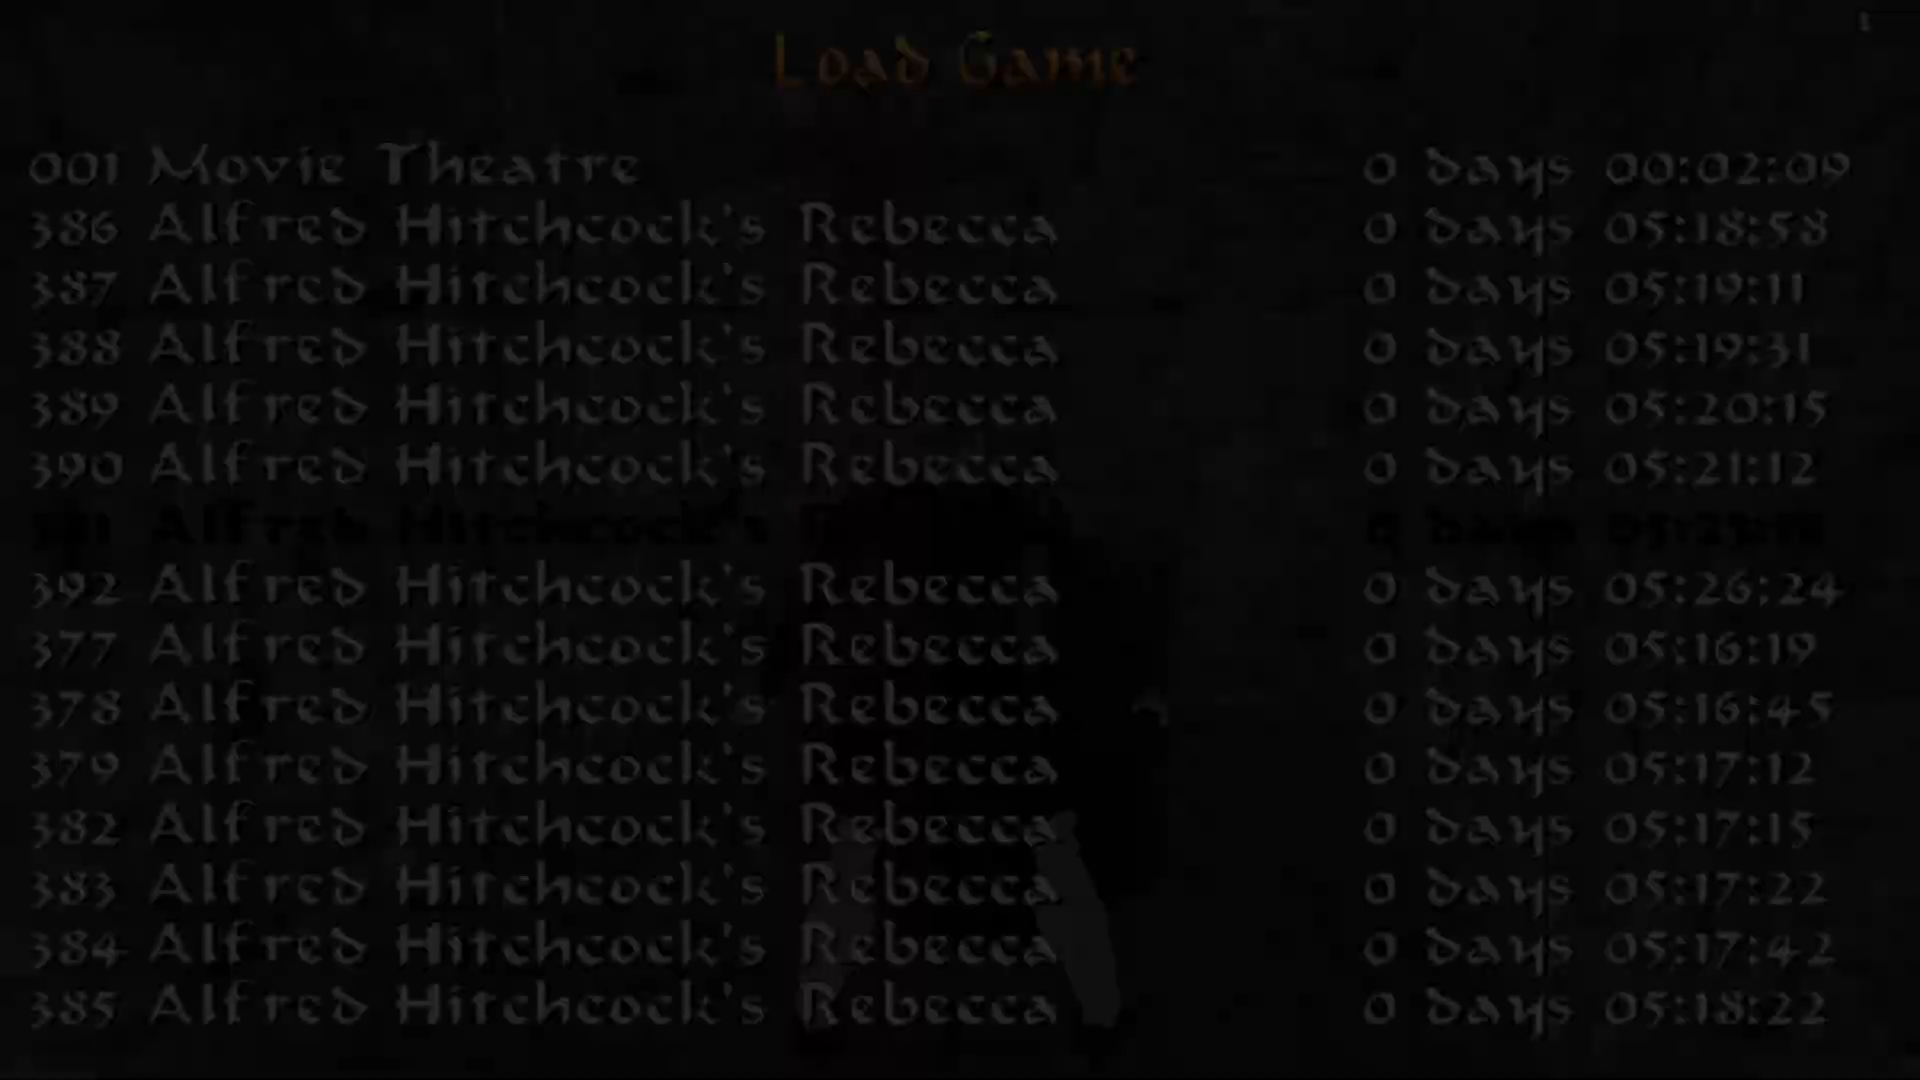 Load Game
001 Movie Theatre 0 days 00:02:09
386 Alfred Hitchcock's Rebecca 0 days 05:18:58
387 Alfred Hitchcock's Rebecca 0 days 05:19:11
388 Alfred Hitchcock's Rebecca 0 days 05:19:31
389 Alfred Hitchcock's Rebecca 0 days 05:20:15
390 Alfred Hitchcock's Rebecca 0 days 05:21:12
Alfred Hitchcock's 0 days
392 Alfred Hitchcock's Rebecca 0 days 05:26:24
377 Alfred Hitchcock's Rebecca 0 days 05:16:19
378 Alfred Hitchcock's Rebecca 0 days 05:16:45
379 Alfred Hitchcock's Rebecca 0 days 05:17:12
382 Alfred Hitchcock's Rebecca 0 days 05:17:15
383 Alfred Hitchcock's Rebecca 0 days 05:17:22
384 Alfred Hitchcock's Rebecca 0 days 05:17:42
385 Alfred Hitchcock's Rebecca 0 days 05:18:22